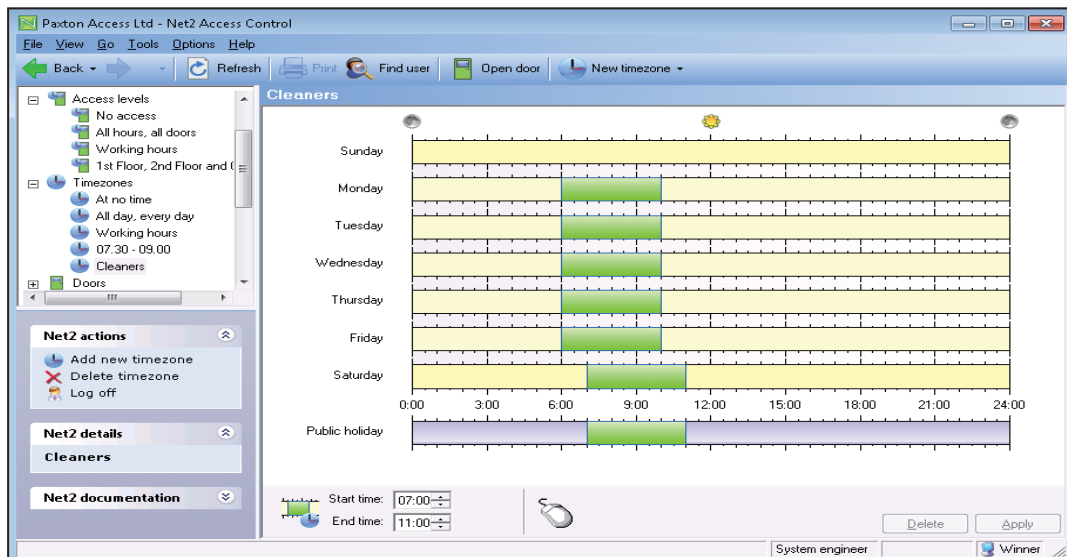 Paxton Access Ltd - Net2 Access Control
File View Go Tools Options Help
Back Refresh Print Find user Open door New timezone
Access levels
No access
All hours, all doors
Working hours
1st Floor, 2nd Floor and
Timezones
At no time
All day, every day
Working hours
07.30 - 09.00
Cleaners
Doors
Net2 actions
Add new timezone
Delete timezone
Log off
Net2 details
Cleaners
Net2 documentation
Cleaners
Sunday
Monday
Tuesday
Wednesday
Thursday
Friday
Saturday
0:00 3:00 6:00 9:00 12:00 15:00 18:00 21:00 24:00
Public holiday
Start time: 07:00
End time: 11:00
Delete Apply
System engineer Winner